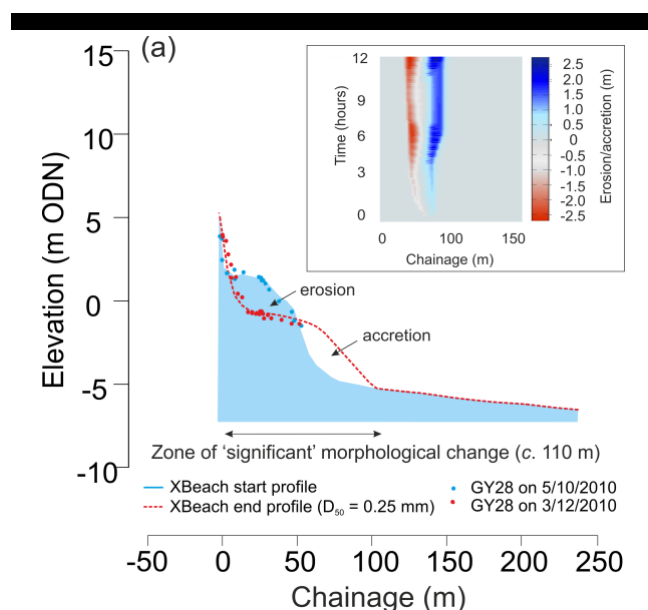 (a)
15
10
5
0
-5
-10
Elevation (m ODN)
12
9
6
3
0
Time (hours)
0
100
150
Chainage (m)
2.5
2.0
1.5
1.0
0.5
0.0
-0.5
-1.0
-1.5
-2.0
-2.5
Erosion/accretion (m)
erosion
accretion
Zone of ‘significant’ morphological change (c. 110 m)
XBeach start profile
XBeach end profile (D50 = 0.25 mm)
GY28 on 5/10/2010
GY28 on 3/12/2010
-50 0 50 100 150 200 250
Chainage (m)